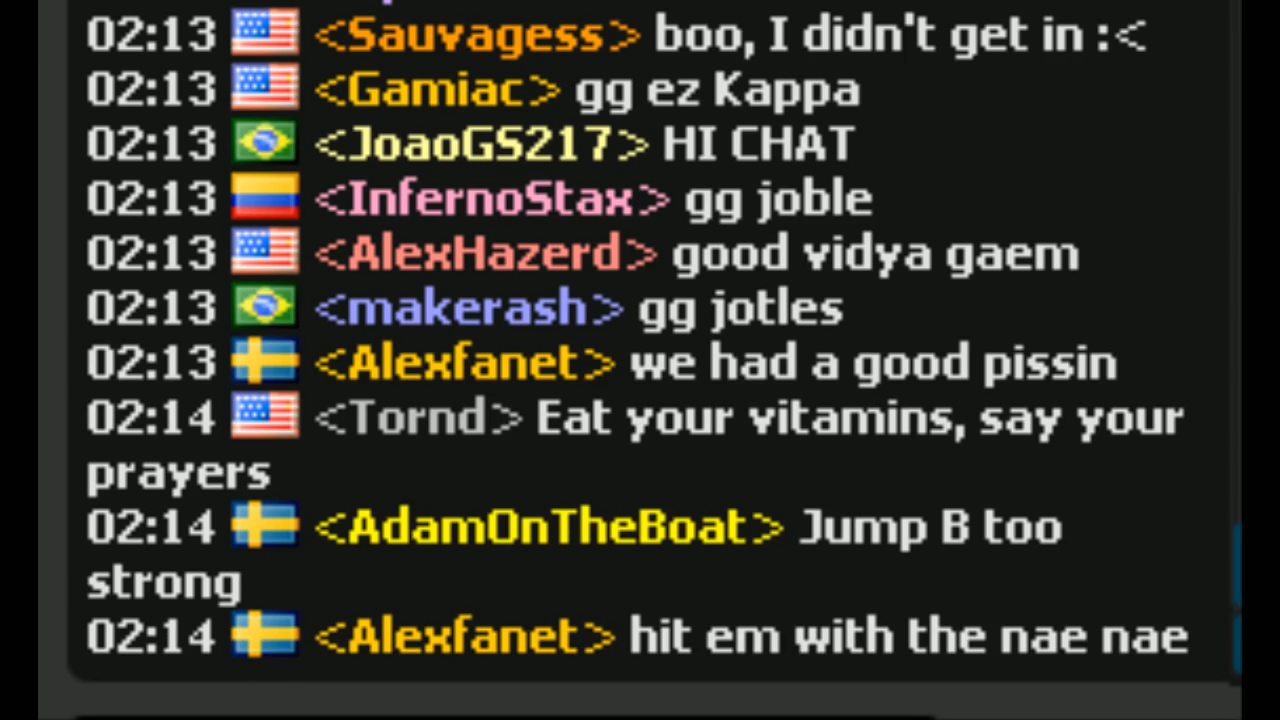 02:13 <Sauvagess> boo, I didn't get in :<
02:13 <Gamiac> gg ez Kappa
02:13 <JoaoGS217> HI CHAT
02:13 <InfernoStax> gg joble
02:13 <AlexHazerd> good vidya gaem
02:13 <makerash> gg jotles
02:13 <Alexfanet> we had a good pissin
02:14 <Tornd> Eat your vitamins, say your
prayers
02:14 <AdamOnTheBoat> Jump B too
strong
02:14 <Alexfanet> hit em with the nae nae